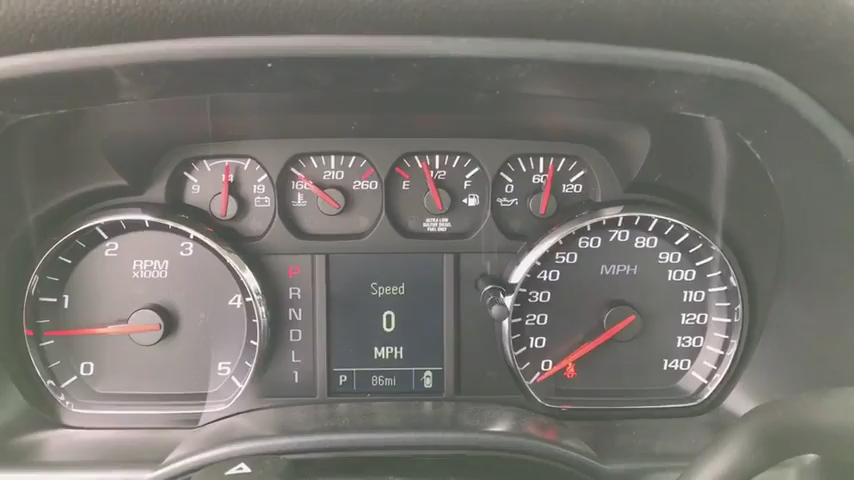 9 14 19
160 210 260
E 1/2 F
ULTRA LOW
SULFUR DIESEL
FUEL ONLY
0 60 120
RPM
x1000
0 1 2 3 4 5
P
R
N
D
L
1
Speed
0
MPH
P 86mi
MPH
0 10 20 30 40 50 60 70 80 90 100 110 120 130 140